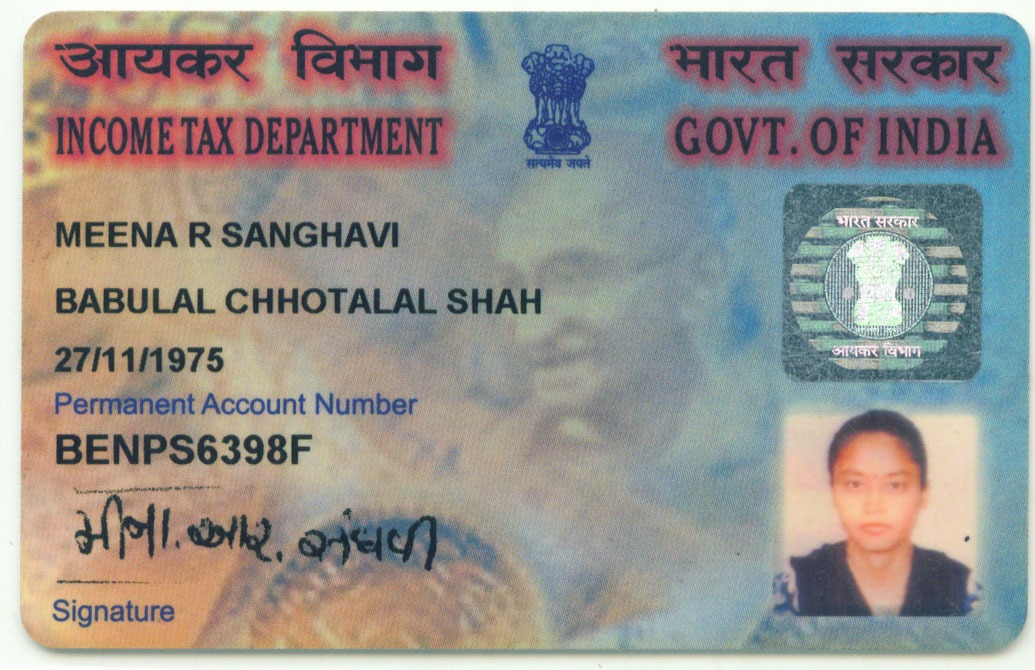 आयकर विभाग
INCOME TAX DEPARTMENT
सत्यमेव जयते
भारत सरकार
GOVT. OF INDIA
MEENA R SANGHAVI
BABULAL CHHOTALAL SHAH
27/11/1975
Permanent Account Number
BENPS6398F
મીના. આર. સંઘવી
Signature
भारत सरकार
आयकर विभाग